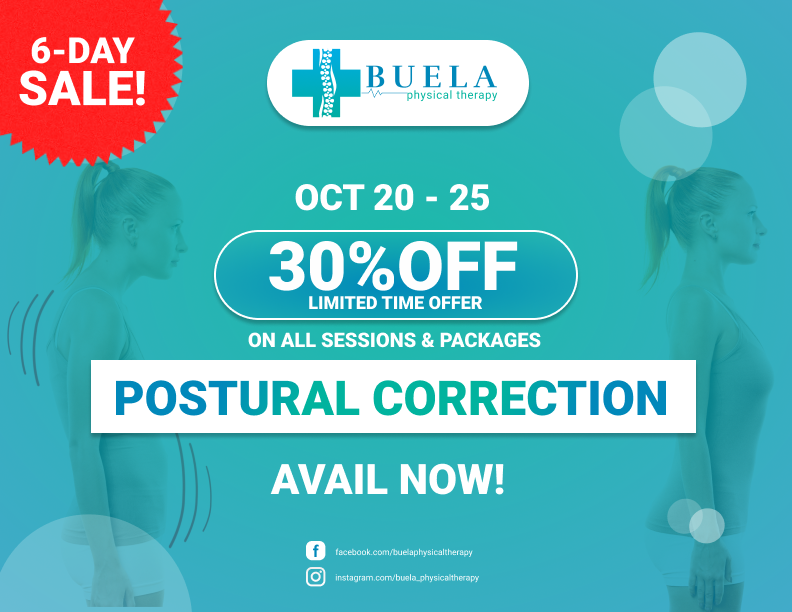 6-DAY
SALE!
BUELA
physical therapy
OCT 20 - 25
30%OFF
LIMITED TIME OFFER
ON ALL SESSIONS & PACKAGES
POSTURAL CORRECTION
AVAIL NOW!
facebook.com/buelaphysicaltherapy
instagram.com/buela_physicaltherapy